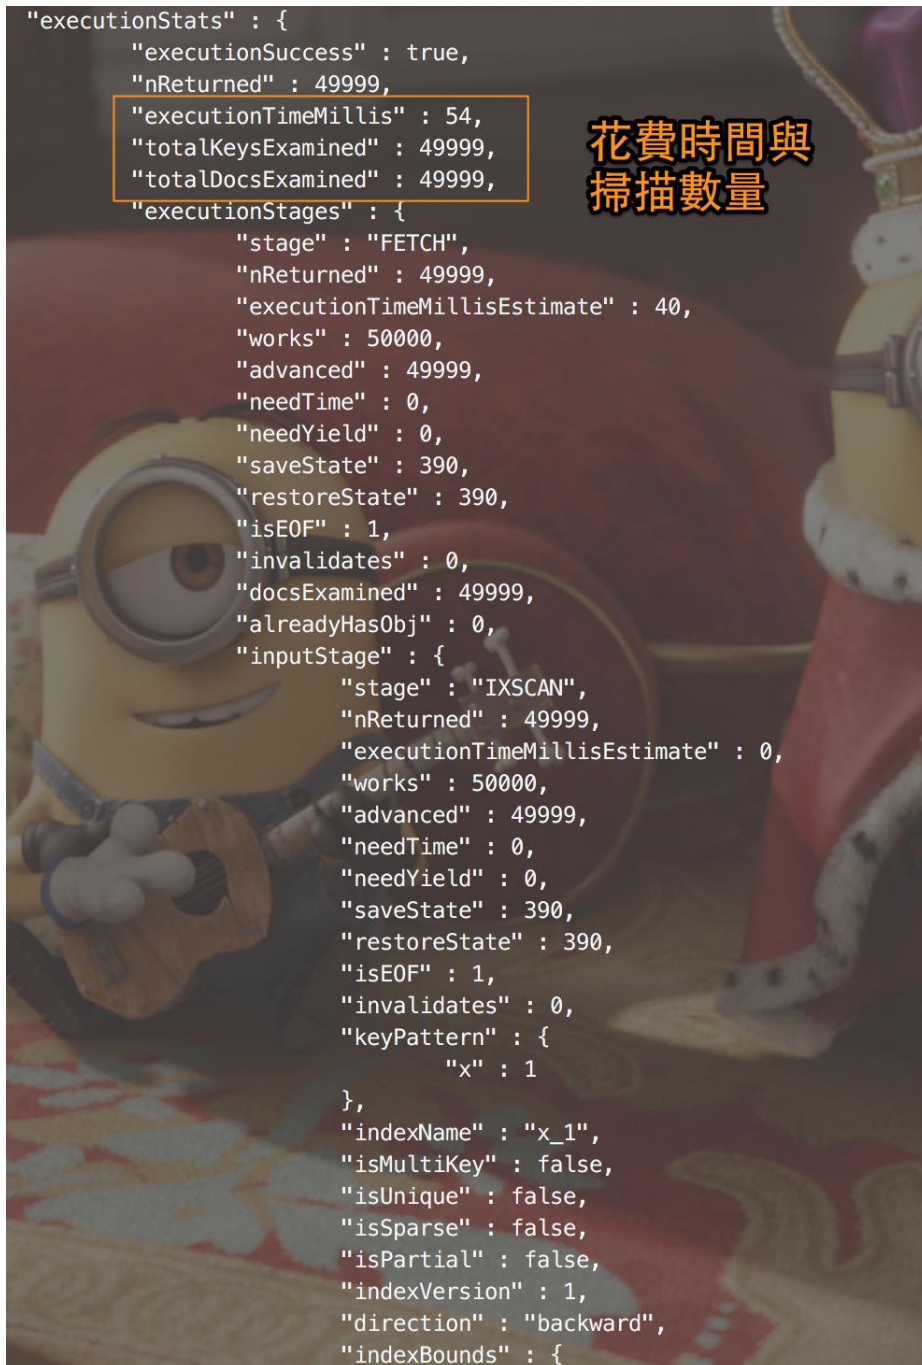 "executionStats" : {
"executionSuccess" : true,
"nReturned" : 49999,
"executionTimeMillis" : 54,
"totalKeysExamined" : 49999,
"totalDocsExamined" : 49999,
花費時間與
掃描數量
"executionStages" : {
"stage" : "FETCH",
"nReturned" : 49999,
"executionTimeMillisEstimate" : 40,
"works" : 50000,
"advanced" : 49999,
"needTime" : 0,
"needYield" : 0,
"saveState" : 390,
"restoreState" : 390,
"isEOF" : 1,
"invalidates" : 0,
"docsExamined" : 49999,
"alreadyHasObj" : 0,
"inputStage" : {
"stage" : "IXSCAN",
"nReturned" : 49999,
"executionTimeMillisEstimate" : 0,
"works" : 50000,
"advanced" : 49999,
"needTime" : 0,
"needYield" : 0,
"saveState" : 390,
"restoreState" : 390,
"isEOF" : 1,
"invalidates" : 0,
"keyPattern" : {
"x" : 1
},
"indexName" : "x_1",
"isMultiKey" : false,
"isUnique" : false,
"isSparse" : false,
"isPartial" : false,
"indexVersion" : 1,
"direction" : "backward",
"indexBounds" : {